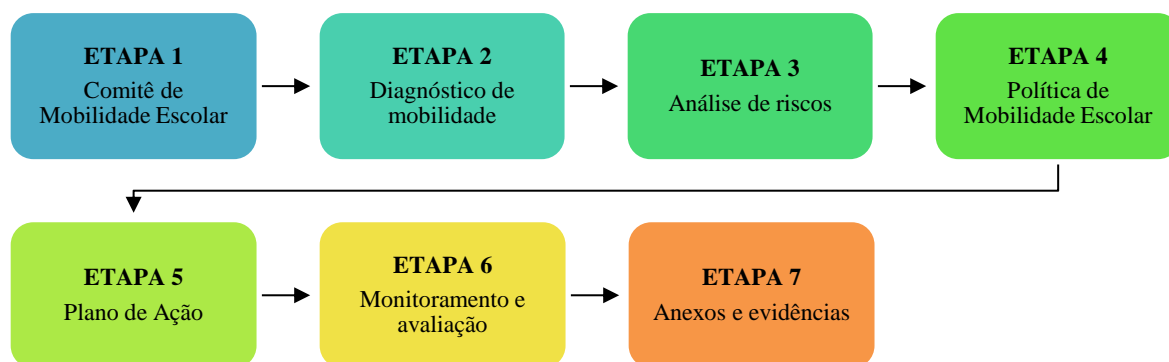 ETAPA 1
Comitê de
Mobilidade Escolar
ETAPA 2
Diagnóstico de
mobilidade
ETAPA 3
Análise de riscos
ETAPA 4
Política de
Mobilidade Escolar
ETAPA 5
Plano de Ação
ETAPA 6
Monitoramento e
avaliação
ETAPA 7
Anexos e evidências